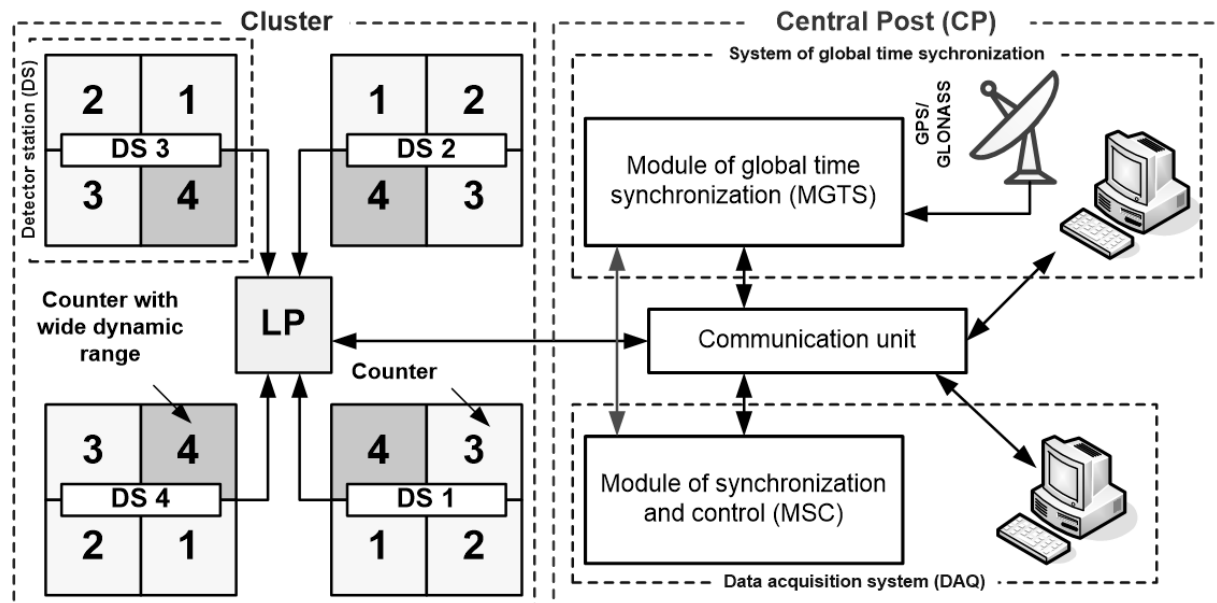 Cluster
Detector station (DS)
2 1
DS 3
3 4
1 2
DS 2
4 3
LP
Counter with
wide dynamic
range
Counter
3 4
DS 4
2 1
4 3
DS 1
1 2
Central Post (CP)
System of global time sychronization
GPS/
GLONASS
Module of global time
synchronization (MGTS)
Communication unit
Module of synchronization
and control (MSC)
Data acquisition system (DAQ)